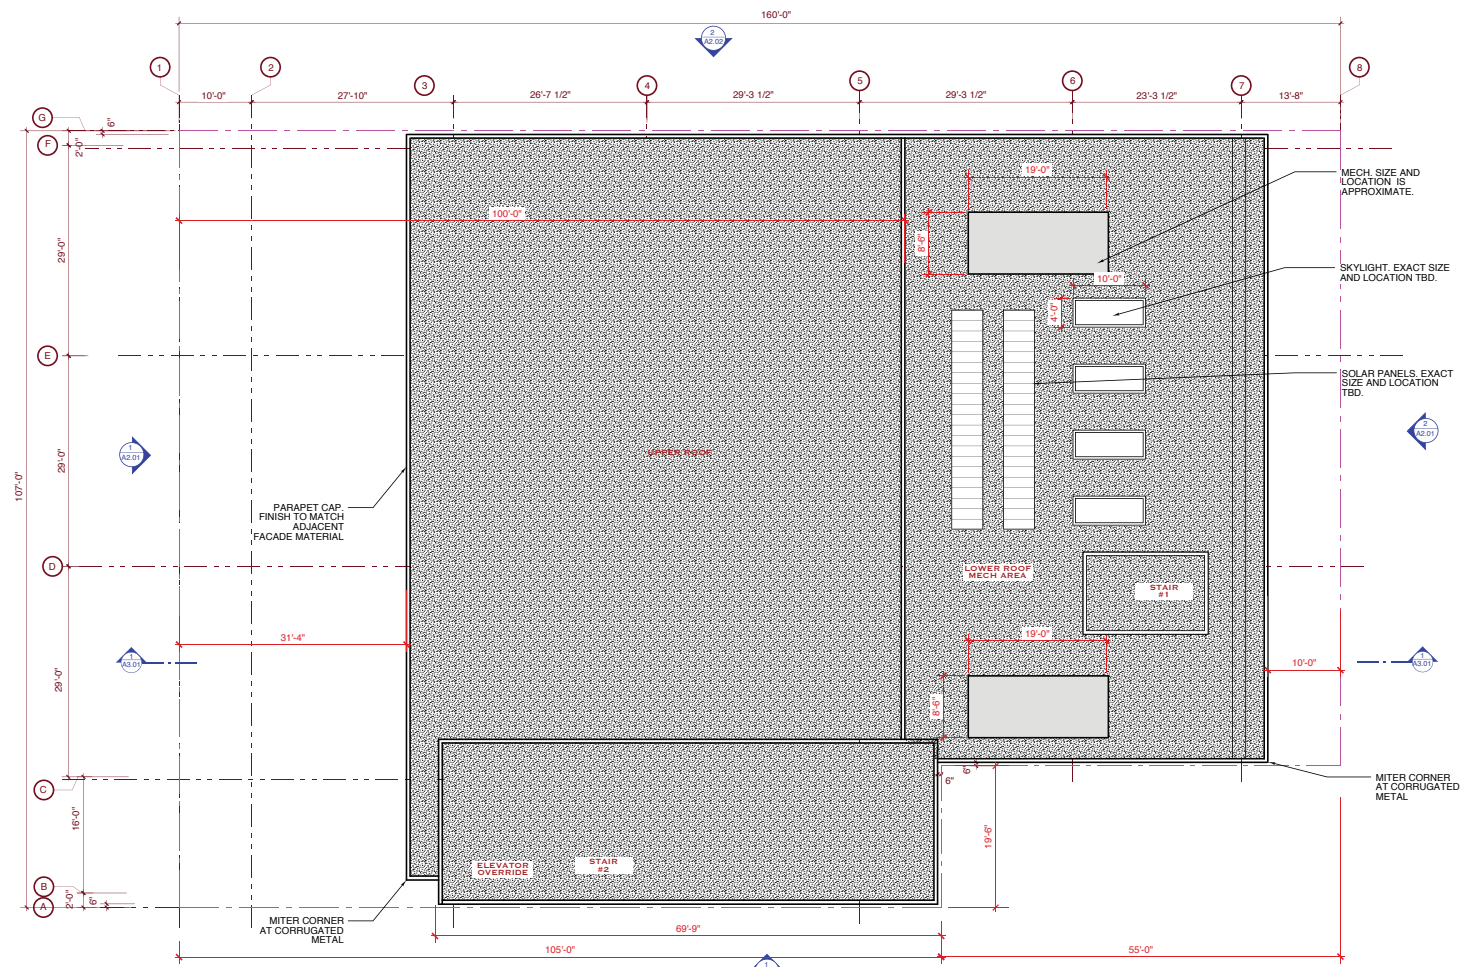 160'-0"
2
A2.02
1
2
3
4
5
6
7
8
10'-0"
27'-10"
26'-7 1/2"
29'-3 1/2"
29'-3 1/2"
23'-3 1/2"
13'-8"
G
6"
F
2'-0"
MECH. SIZE AND
LOCATION IS
APPROXIMATE.
19'-0"
100'-0"
8'-6"
29'-0"
SKYLIGHT. EXACT SIZE
AND LOCATION TBD.
10'-0"
4'-0"
E
SOLAR PANELS. EXACT
SIZE AND LOCATION
TBD.
1
A2.01
2
A2.01
UPPER ROOF
29'-0"
107'-0"
PARAPET CAP.
FINISH TO MATCH
ADJACENT
FACADE MATERIAL
D
LOWER ROOF
MECH AREA
STAIR
#1
31'-4"
19'-0"
1
A3.01
1
A3.01
10'-0"
29'-0"
8'-6"
6"
6"
C
MITER CORNER
AT CORRUGATED
METAL
16'-0"
19'-6"
ELEVATOR
OVERRIDE
STAIR
#2
B
2'-0"
6"
A
MITER CORNER
AT CORRUGATED
METAL
69'-9"
105'-0"
55'-0"
1